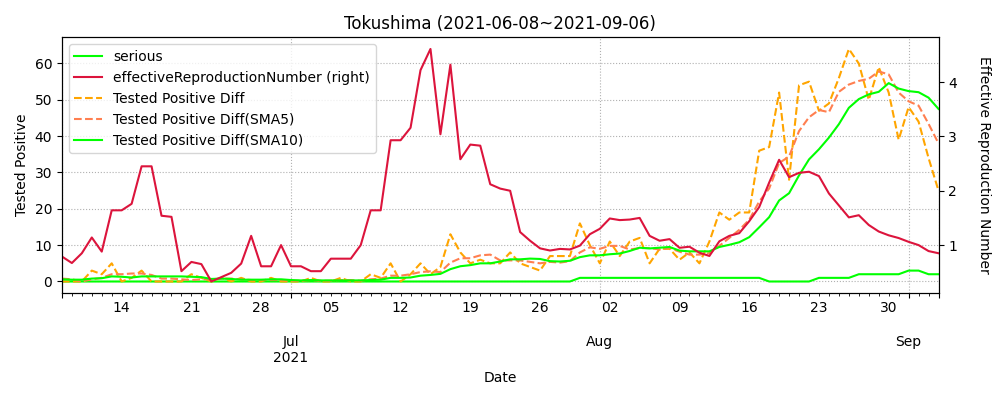 Tokushima (2021-06-08~2021-09-06)
serious
effectiveReproductionNumber (right)
Tested Positive Diff
Tested Positive Diff(SMA5)
Tested Positive Diff(SMA10)
Tested Positive
60
50
40
30
20
10
0
4
3
2
1
Effective Reproduction Number
14 21 28 05 12 19 26 02 09 16 23 30
Jul Aug Sep
2021
Date